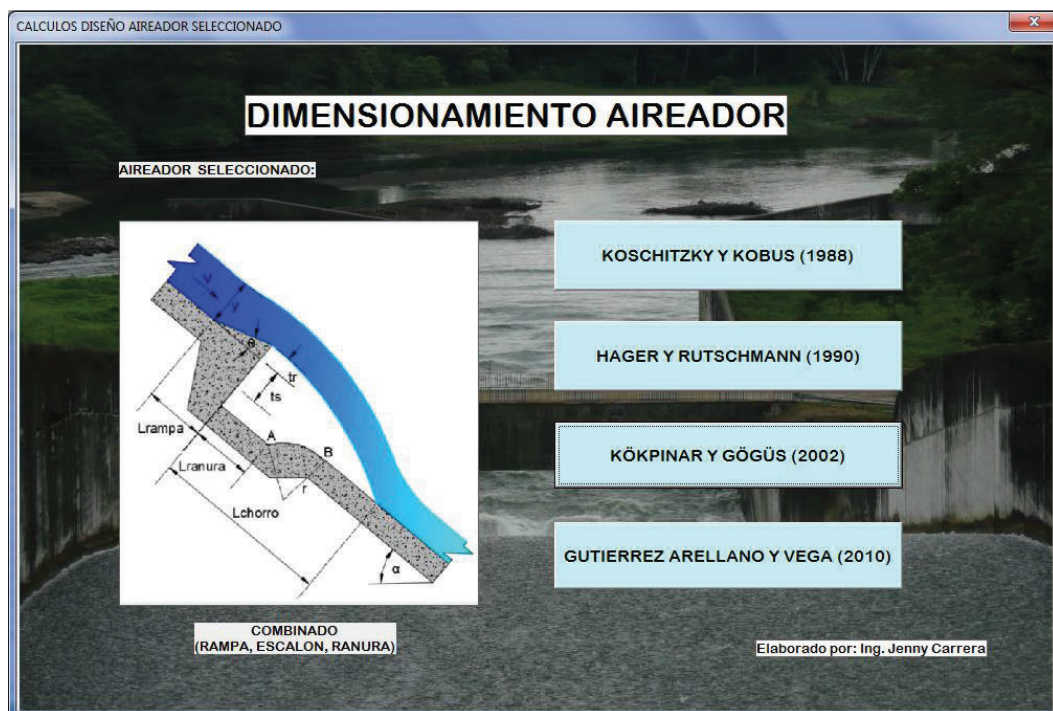 CALCULOS DISEÑO AIREADOR SELECCIONADO
x
DIMENSIONAMIENTO AIREADOR
AIREADOR SELECCIONADO:
θ
tr
ts
Lrampa
A
B
Lranura
r
Lchorro
α
COMBINADO
(RAMPA, ESCALON, RANURA)
KOSCHITZKY Y KOBUS (1988)
HAGER Y RUTSCHMANN (1990)
KÖKPINAR Y GÖGÜS (2002)
GUTIERREZ ARELLANO Y VEGA (2010)
Elaborado por: Ing. Jenny Carrera